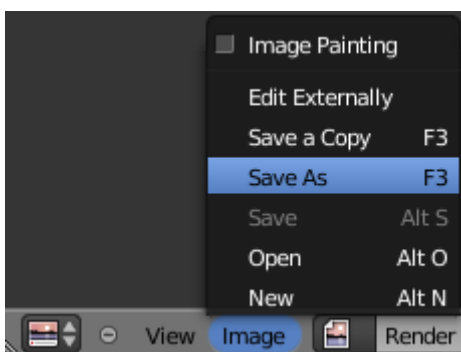 Image Painting
Edit Externally
Save a Copy F3
Save As F3
Save Alt S
Open Alt O
New Alt N
View Image Render